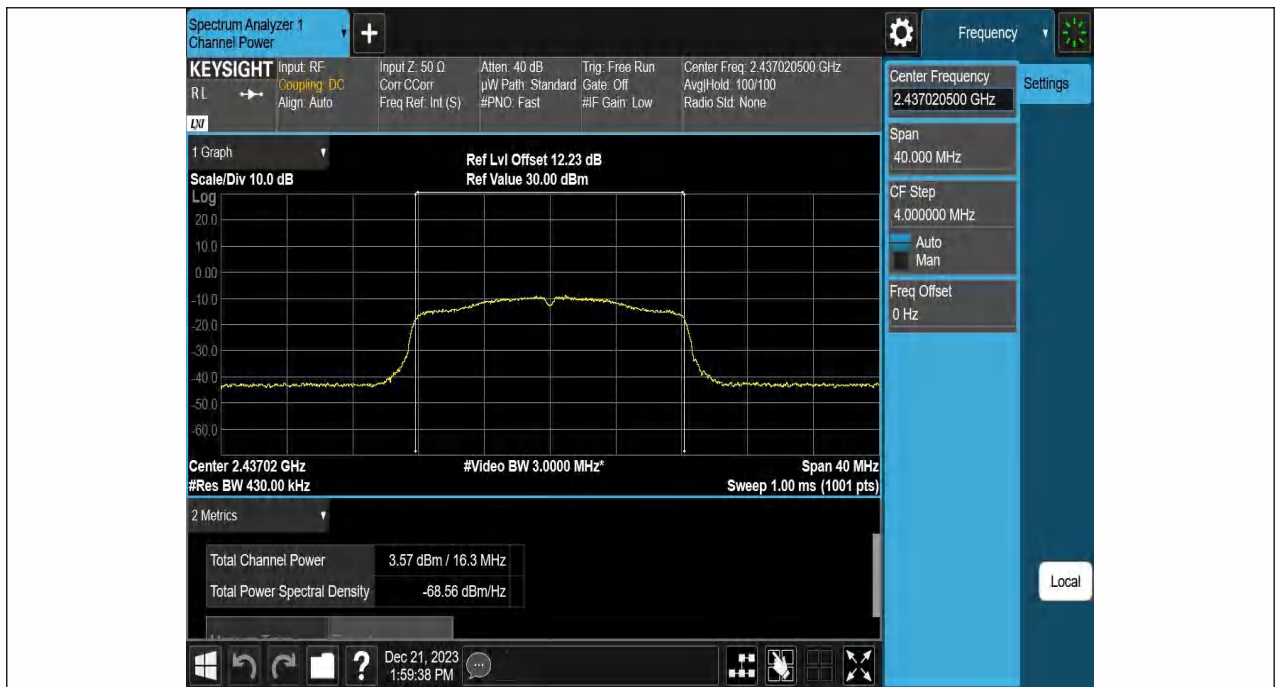 Spectrum Analyzer 1
Channel Power
+
Frequency
KEYSIGHT
RL
LXI
Input: RF
Coupling: DC
Align: Auto
Input Z: 50 Ω
Corr CCorr
Freq Ref: Int (S)
Atten: 40 dB
µW Path: Standard
#PNO: Fast
Trig: Free Run
Gate: Off
#IF Gain: Low
Center Freq: 2.437020500 GHz
Avg|Hold: 100/100
Radio Std: None
Center Frequency
2.437020500 GHz
Settings
Span
40.000 MHz
CF Step
4.000000 MHz
Auto
Man
Freq Offset
0 Hz
Local
1 Graph
Scale/Div 10.0 dB
Ref Lvl Offset 12.23 dB
Ref Value 30.00 dBm
Log
20.0
10.0
0.00
-10.0
-20.0
-30.0
-40.0
-50.0
-60.0
Center 2.43702 GHz
#Video BW 3.0000 MHz*
Span 40 MHz
#Res BW 430.00 kHz
Sweep 1.00 ms (1001 pts)
2 Metrics
Total Channel Power 3.57 dBm / 16.3 MHz
Total Power Spectral Density -68.56 dBm/Hz
?
Dec 21, 2023
1:59:38 PM